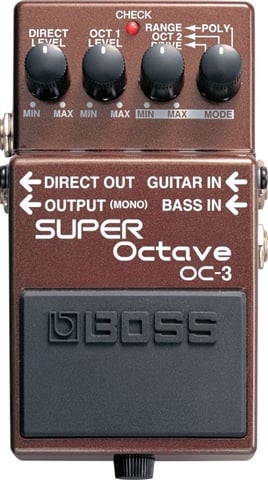 CHECK
DIRECT LEVEL
OCT 1 LEVEL
RANGE
OCT 2
DRIVE
POLY
MIN MAX MIN MAX MIN MAX MODE
DIRECT OUT GUITAR IN
OUTPUT (MONO) BASS IN
SUPER
Octave
OC-3
BOSS